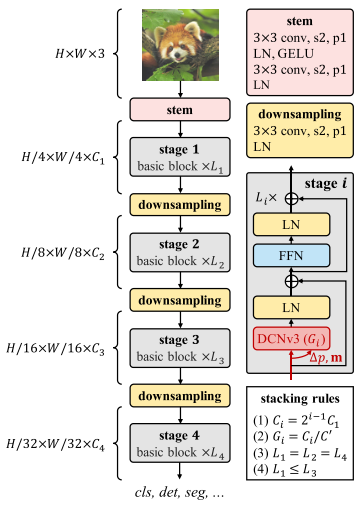 H×W×3
stem
H/4×W/4×C₁
stage 1
basic block ×L₁
downsampling
H/8×W/8×C₂
stage 2
basic block ×L₂
downsampling
H/16×W/16×C₃
stage 3
basic block ×L₃
downsampling
H/32×W/32×C₄
stage 4
basic block ×L₄
cls, det, seg, ...
stem
3×3 conv, s2, p1
LN, GELU
3×3 conv, s2, p1
LN
downsampling
3×3 conv, s2, p1
LN
stage i
Lᵢ×
LN
FFN
LN
DCNv3 (Gᵢ)
Δp, m
stacking rules
(1) Cᵢ = 2ⁱ⁻¹C₁
(2) Gᵢ = Cᵢ/C′
(3) L₁ = L₂ = L₄
(4) L₁ ≤ L₃